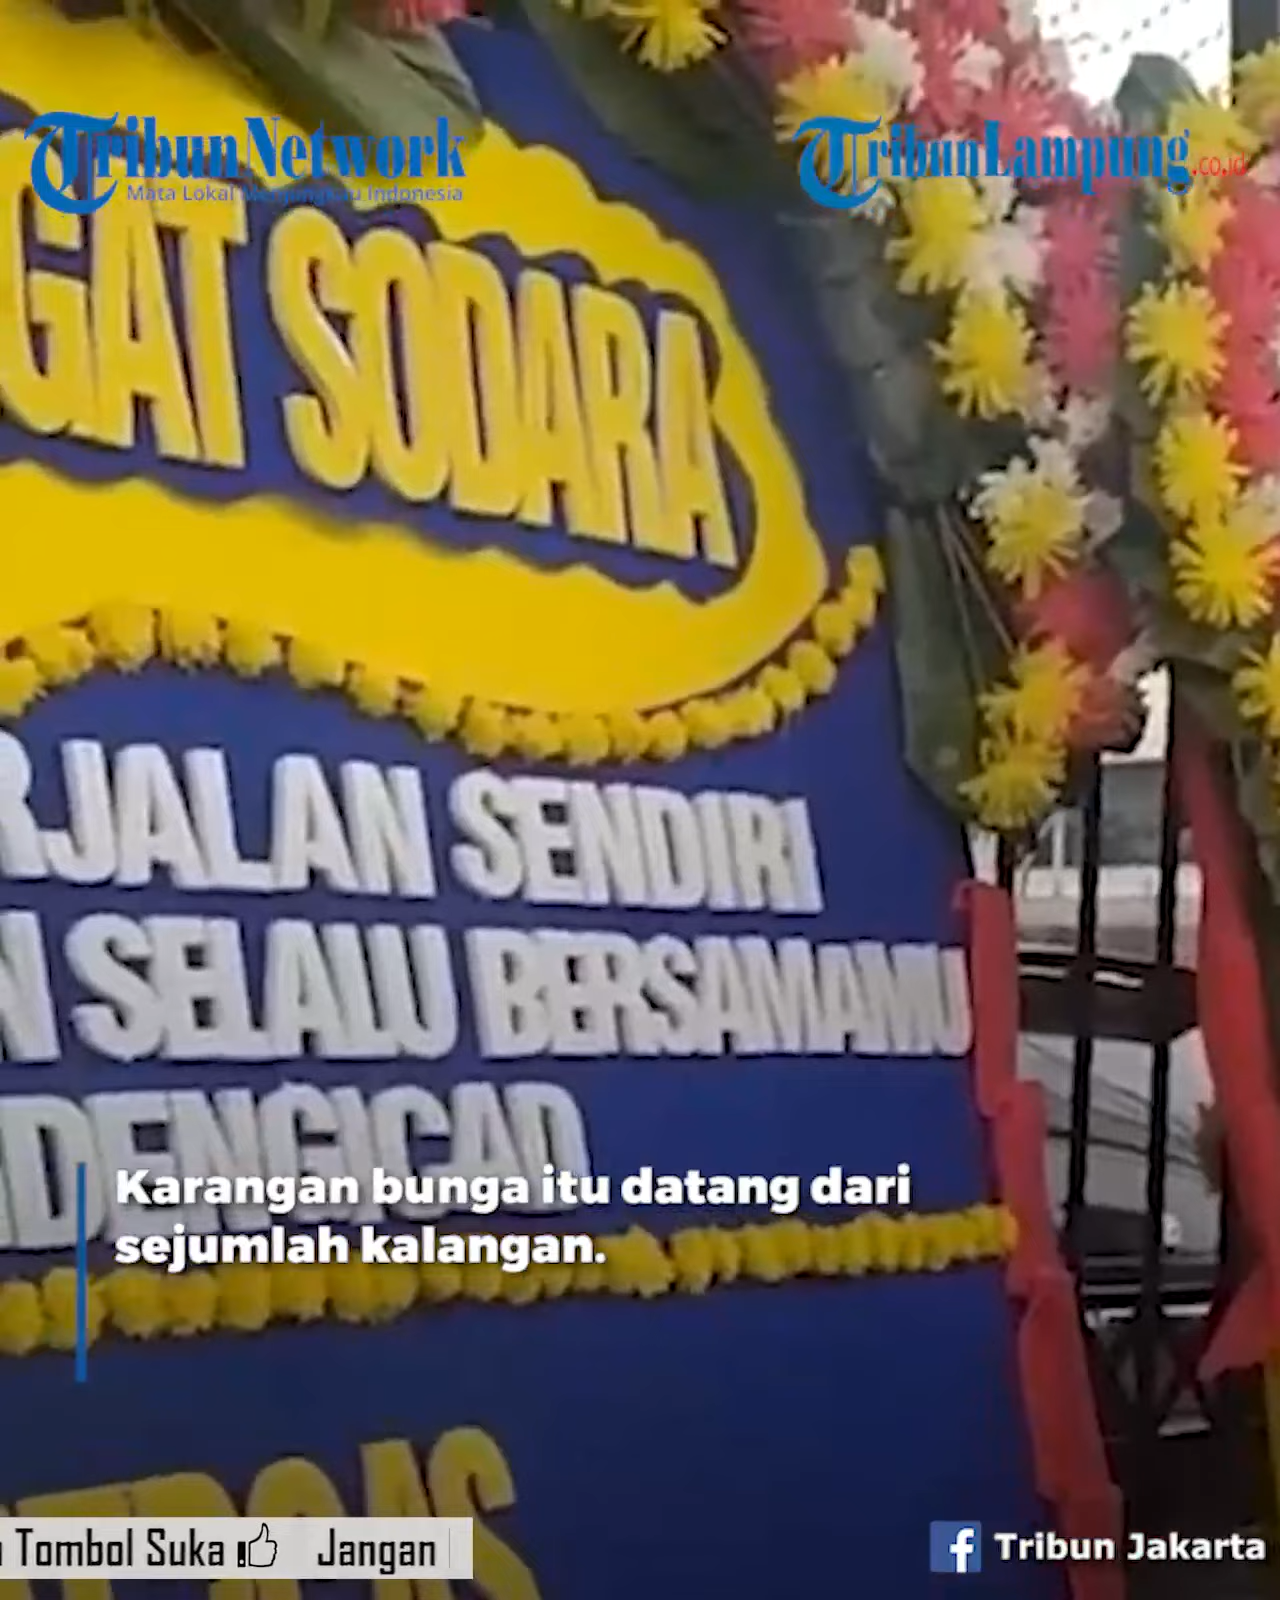 TribunNetwork
Mata Lokal Menjangkau Indonesia
TribunLampung.co.id
GAT SODARA
RJALAN SENDIRI
N SELALU BERSAMAMU
Karangan bunga itu datang dari
sejumlah kalangan.
Tombol Suka Jangan
Tribun Jakarta